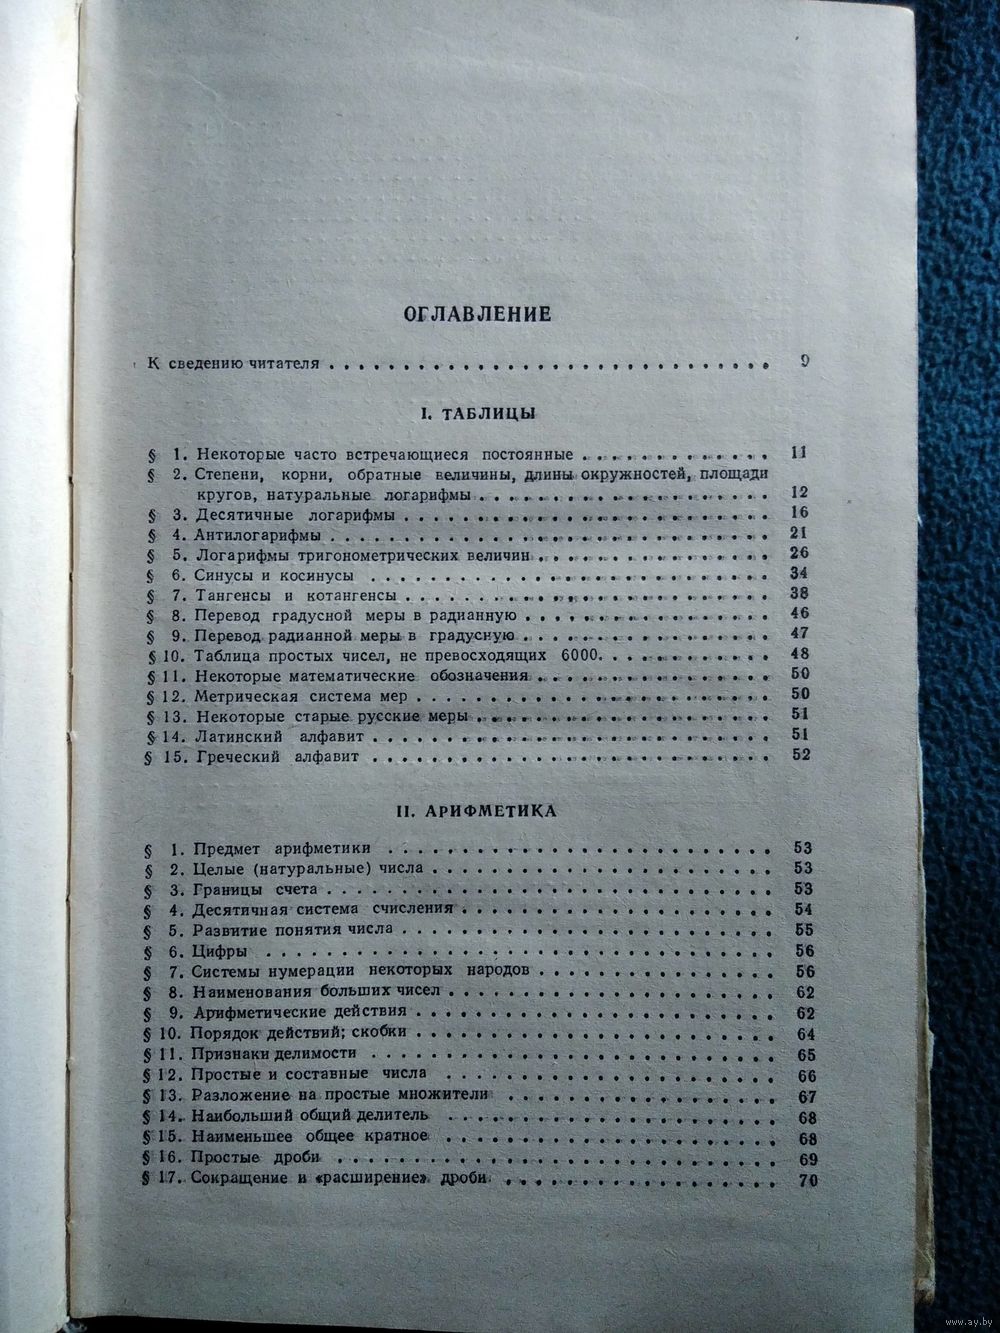 ОГЛАВЛЕНИЕ
К сведению читателя . . . . . . . . . . . . . . . . . . . . . . . . . . . . . . 9
I. ТАБЛИЦЫ
§ 1. Некоторые часто встречающиеся постоянные . . . . . . . . . . . . . 11
§ 2. Степени, корни, обратные величины, длины окружностей, площади
кругов, натуральные логарифмы . . . . . . . . . . . . . . . . . . . . 12
§ 3. Десятичные логарифмы . . . . . . . . . . . . . . . . . . . . . . . . . 16
§ 4. Антилогарифмы . . . . . . . . . . . . . . . . . . . . . . . . . . . . . . 21
§ 5. Логарифмы тригонометрических величин . . . . . . . . . . . . . . . . 26
§ 6. Синусы и косинусы . . . . . . . . . . . . . . . . . . . . . . . . . . . 34
§ 7. Тангенсы и котангенсы . . . . . . . . . . . . . . . . . . . . . . . . . 38
§ 8. Перевод градусной меры в радианную . . . . . . . . . . . . . . . . . 46
§ 9. Перевод радианной меры в градусную . . . . . . . . . . . . . . . . . 47
§ 10. Таблица простых чисел, не превосходящих 6000. . . . . . . . . . . . 48
§ 11. Некоторые математические обозначения . . . . . . . . . . . . . . . . 50
§ 12. Метрическая система мер . . . . . . . . . . . . . . . . . . . . . . . . 50
§ 13. Некоторые старые русские меры . . . . . . . . . . . . . . . . . . . . 51
§ 14. Латинский алфавит . . . . . . . . . . . . . . . . . . . . . . . . . . . 51
§ 15. Греческий алфавит . . . . . . . . . . . . . . . . . . . . . . . . . . . 52
II. АРИФМЕТИКА
§ 1. Предмет арифметики . . . . . . . . . . . . . . . . . . . . . . . . . . 53
§ 2. Целые (натуральные) числа . . . . . . . . . . . . . . . . . . . . . . . 53
§ 3. Границы счета . . . . . . . . . . . . . . . . . . . . . . . . . . . . . . 53
§ 4. Десятичная система счисления . . . . . . . . . . . . . . . . . . . . . 54
§ 5. Развитие понятия числа . . . . . . . . . . . . . . . . . . . . . . . . . 55
§ 6. Цифры . . . . . . . . . . . . . . . . . . . . . . . . . . . . . . . . . . 56
§ 7. Системы нумерации некоторых народов . . . . . . . . . . . . . . . . 56
§ 8. Наименования больших чисел . . . . . . . . . . . . . . . . . . . . . . 62
§ 9. Арифметические действия . . . . . . . . . . . . . . . . . . . . . . . . 62
§ 10. Порядок действий; скобки . . . . . . . . . . . . . . . . . . . . . . . . 64
§ 11. Признаки делимости . . . . . . . . . . . . . . . . . . . . . . . . . . . 65
§ 12. Простые и составные числа . . . . . . . . . . . . . . . . . . . . . . 66
§ 13. Разложение на простые множители . . . . . . . . . . . . . . . . . . 67
§ 14. Наибольший общий делитель . . . . . . . . . . . . . . . . . . . . . . 68
§ 15. Наименьшее общее кратное . . . . . . . . . . . . . . . . . . . . . . 68
§ 16. Простые дроби . . . . . . . . . . . . . . . . . . . . . . . . . . . . . . 69
§ 17. Сокращение и «расширение» дроби . . . . . . . . . . . . . . . . . . . 70
www.ay.by